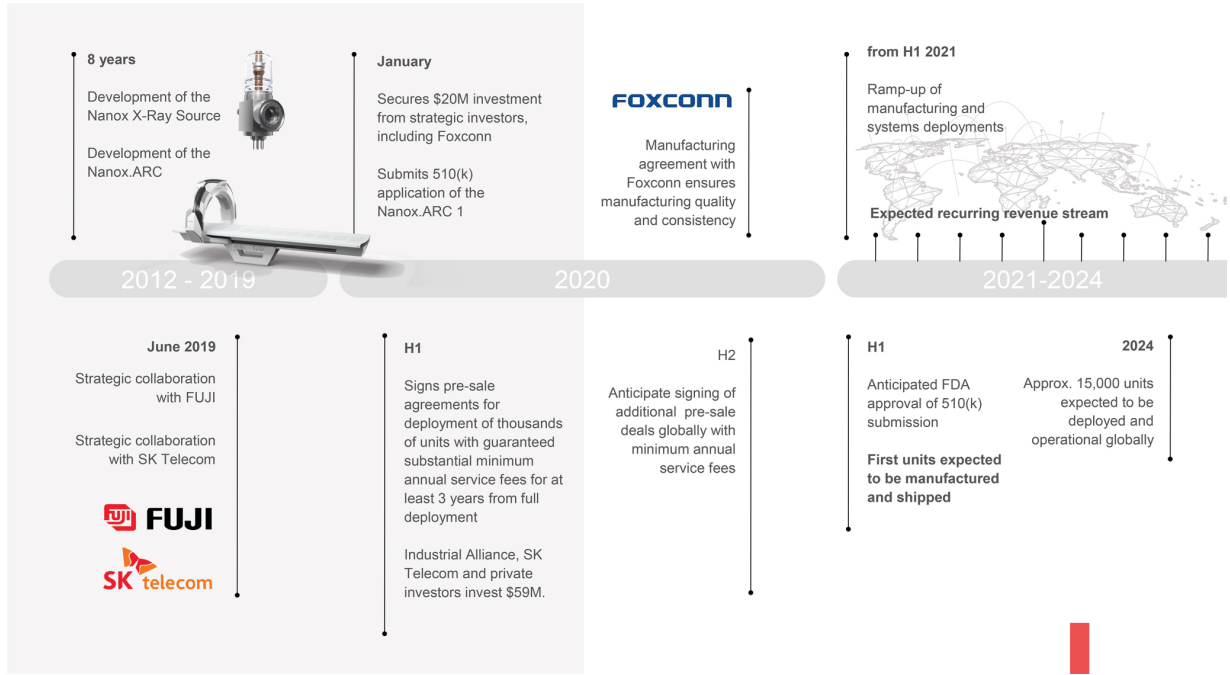 8 years
Development of the
Nanox X-Ray Source
Development of the
Nanox.ARC
January
Secures $20M investment
from strategic investors,
including Foxconn
Submits 510(k)
application of the
Nanox.ARC 1
FOXCONN
Manufacturing
agreement with
Foxconn ensures
manufacturing quality
and consistency
from H1 2021
Ramp-up of
manufacturing and
systems deployments
Expected recurring revenue stream
2012 - 2019
2020
2021-2024
June 2019
Strategic collaboration
with FUJI
Strategic collaboration
with SK Telecom
FUJI FUJI
SK telecom
H1
Signs pre-sale
agreements for
deployment of thousands
of units with guaranteed
substantial minimum
annual service fees for at
least 3 years from full
deployment
Industrial Alliance, SK
Telecom and private
investors invest $59M.
H2
Anticipate signing of
additional pre-sale
deals globally with
minimum annual
service fees
H1
Anticipated FDA
approval of 510(k)
submission
First units expected
to be manufactured
and shipped
2024
Approx. 15,000 units
expected to be
deployed and
operational globally